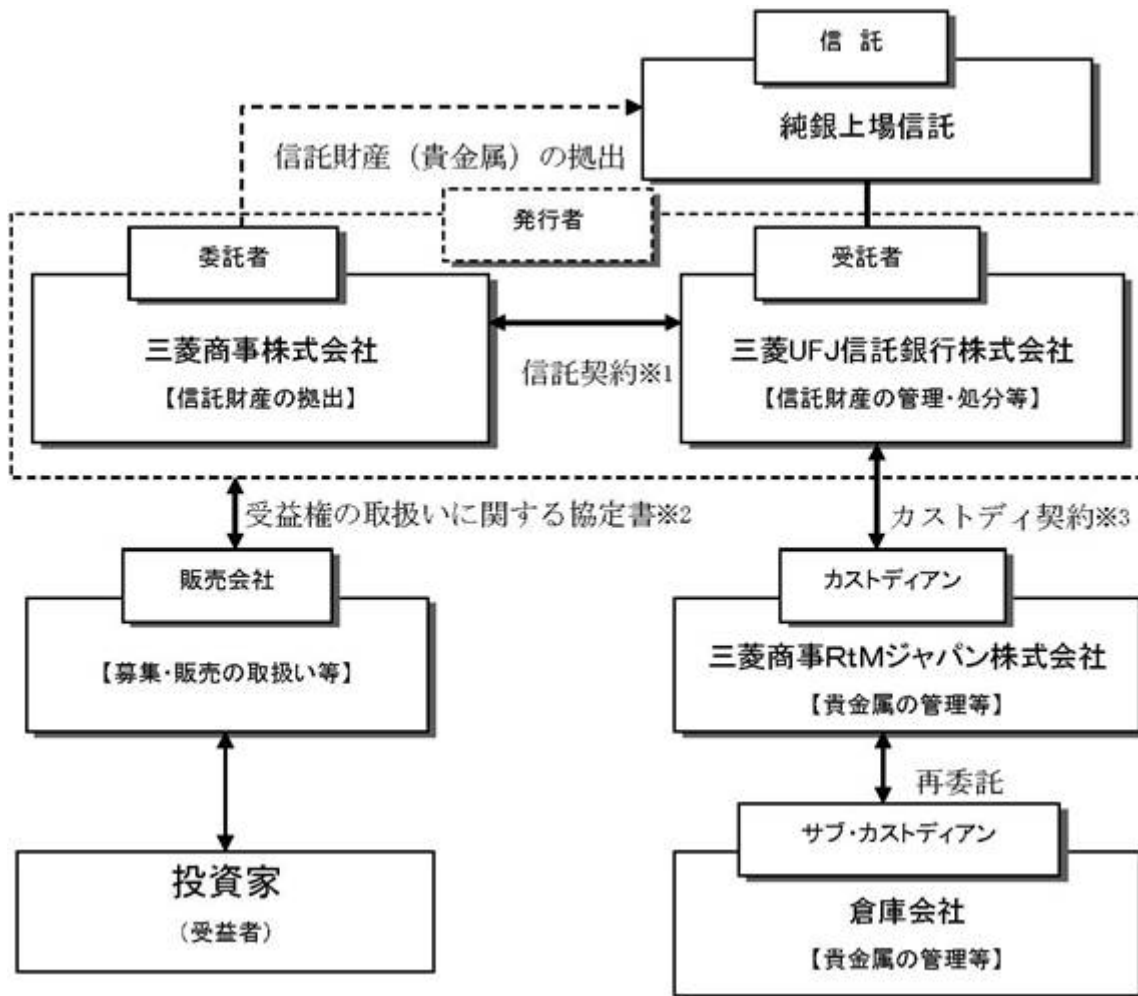 信 託
純銀上場信託
信託財産（貴金属）の拠出
発行者
委託者
受託者
三菱商事株式会社
【信託財産の拠出】
信託契約※1
三菱UFJ信託銀行株式会社
【信託財産の管理・処分等】
受益権の取扱いに関する協定書※2
カストディ契約※3
販売会社
【募集・販売の取扱い等】
カストディアン
三菱商事RtMジャパン株式会社
【貴金属の管理等】
再委託
投資家
（受益者）
サブ・カストディアン
倉庫会社
【貴金属の管理等】